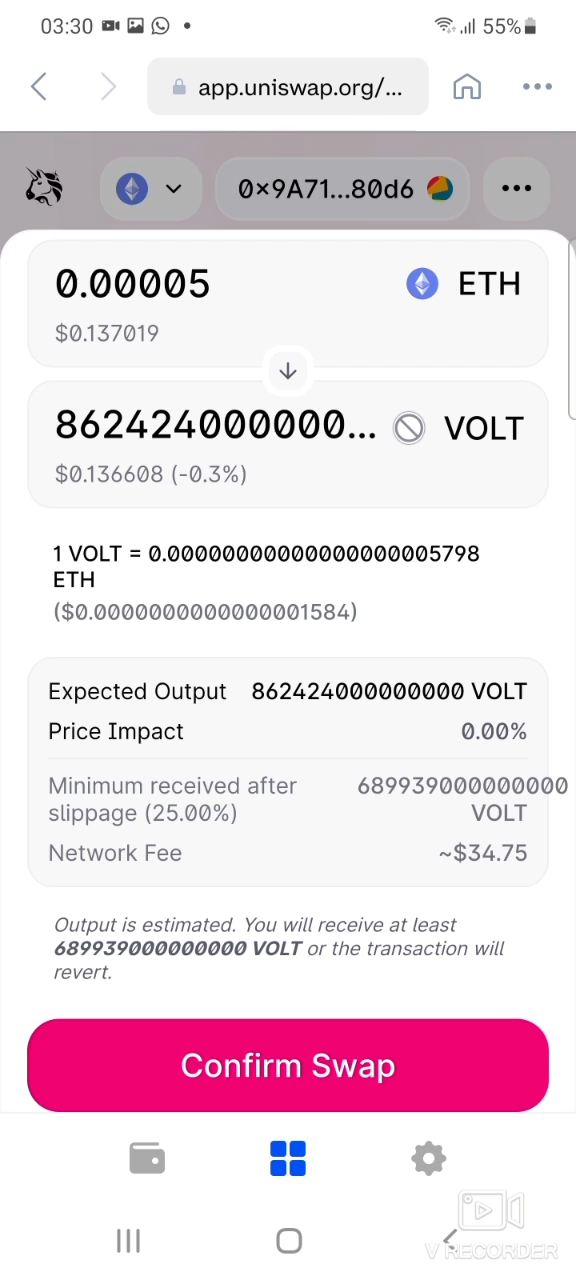 03:30
55%
app.uniswap.org/...
0×9A71...80d6
0.00005 ETH
$0.137019
862424000000... VOLT
$0.136608 (-0.3%)
1 VOLT = 0.00000000000000000005798
ETH
($0.0000000000000001584)
Expected Output 862424000000000 VOLT
Price Impact 0.00%
Minimum received after 689939000000000
slippage (25.00%) VOLT
Network Fee ~$34.75
Output is estimated. You will receive at least
689939000000000 VOLT or the transaction will
revert.
Confirm Swap
V RECORDER